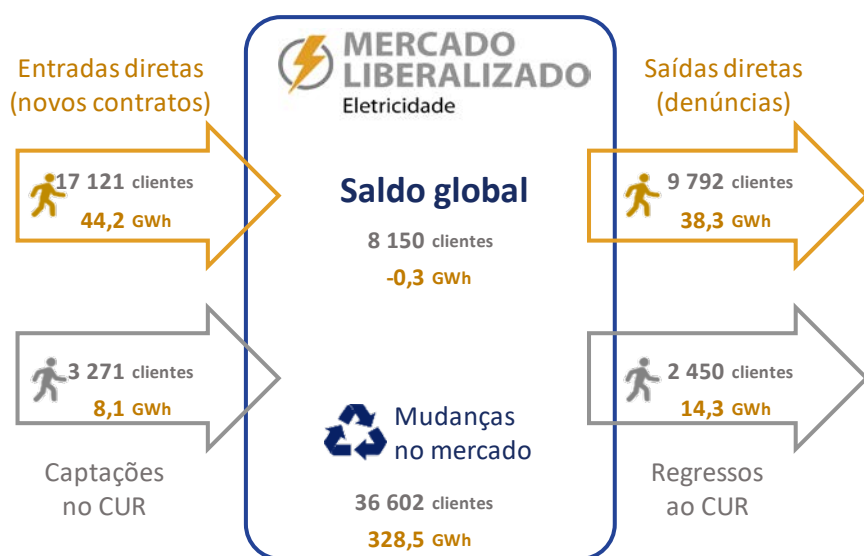 MERCADO
LIBERALIZADO
Eletricidade
Entradas diretas
(novos contratos)
17 121 clientes
44,2 GWh
Saídas diretas
(denúncias)
9 792 clientes
38,3 GWh
Saldo global
8 150 clientes
-0,3 GWh
3 271 clientes
8,1 GWh
Captações
no CUR
2 450 clientes
14,3 GWh
Regressos
ao CUR
Mudanças
no mercado
36 602 clientes
328,5 GWh